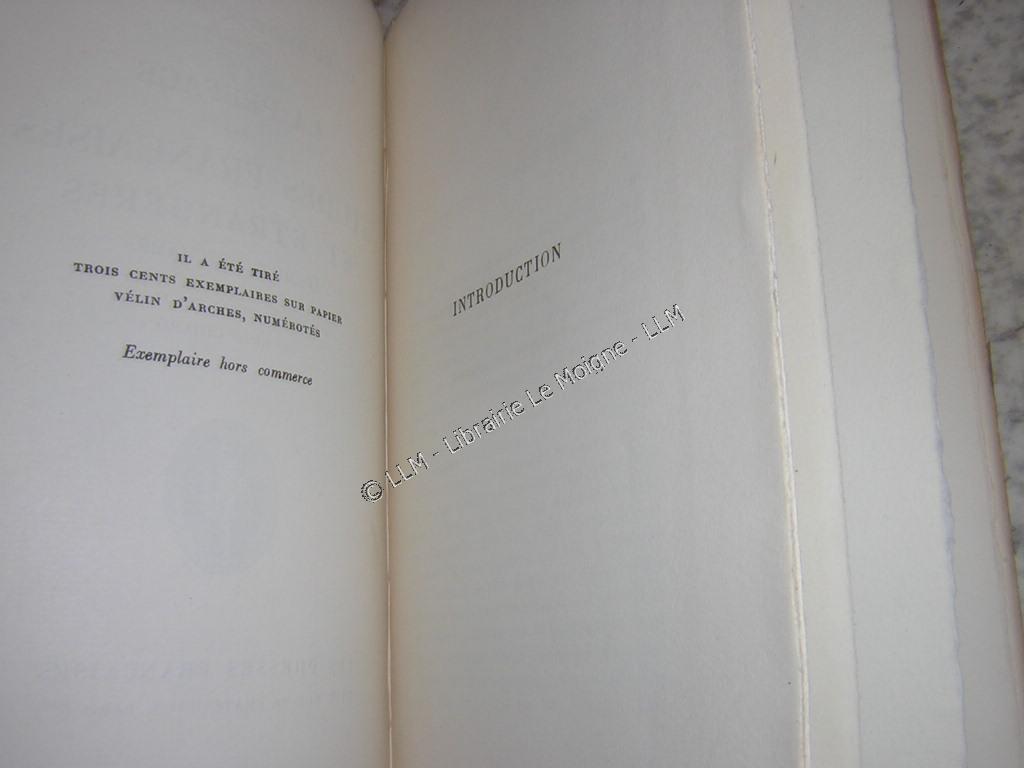 IL A ÉTÉ TIRÉ
TROIS CENTS EXEMPLAIRES SUR PAPIER
VÉLIN D'ARCHES, NUMÉROTÉS
Exemplaire hors commerce
INTRODUCTION
© LLM - Librairie Le Moigne - LLM